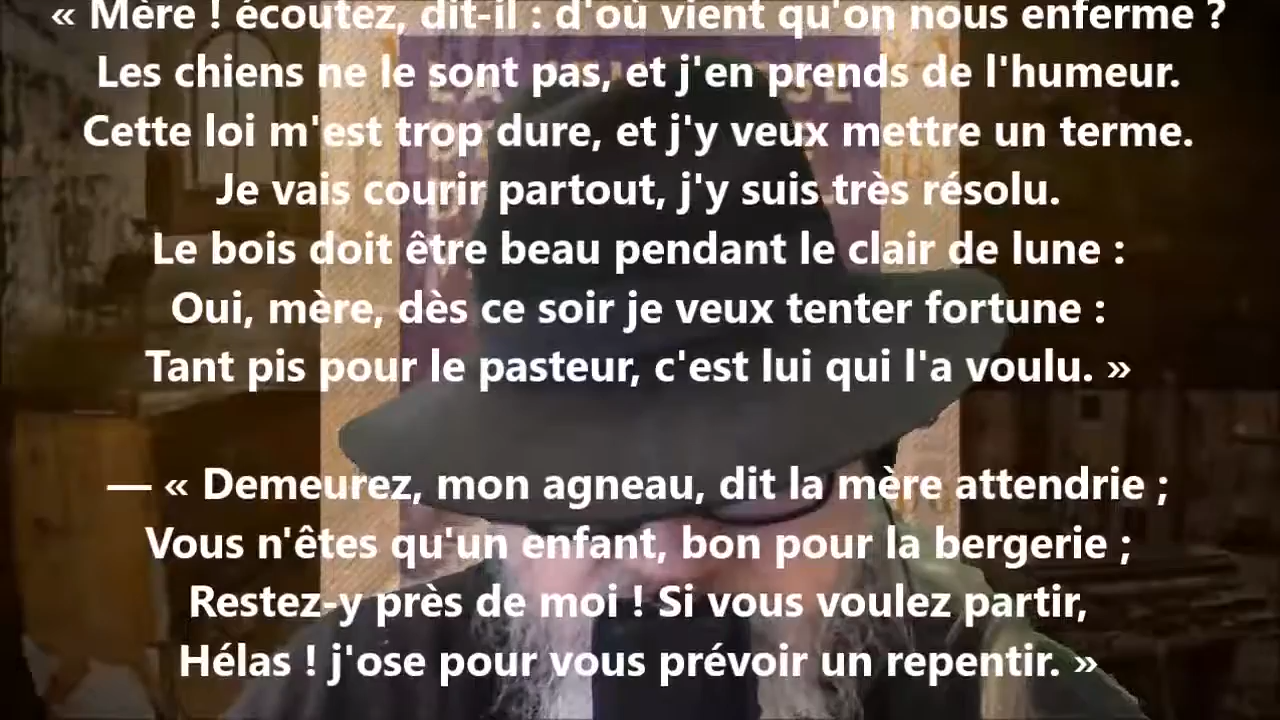 « Mère ! écoutez, dit-il : d'où vient qu'on nous enferme ?
Les chiens ne le sont pas, et j'en prends de l'humeur.
Cette loi m'est trop dure, et j'y veux mettre un terme.
Je vais courir partout, j'y suis très résolu.
Le bois doit être beau pendant le clair de lune :
Oui, mère, dès ce soir je veux tenter fortune :
Tant pis pour le pasteur, c'est lui qui l'a voulu. »
— « Demeurez, mon agneau, dit la mère attendrie ;
Vous n'êtes qu'un enfant, bon pour la bergerie ;
Restez-y près de moi ! Si vous voulez partir,
Hélas ! j'ose pour vous prévoir un repentir. »